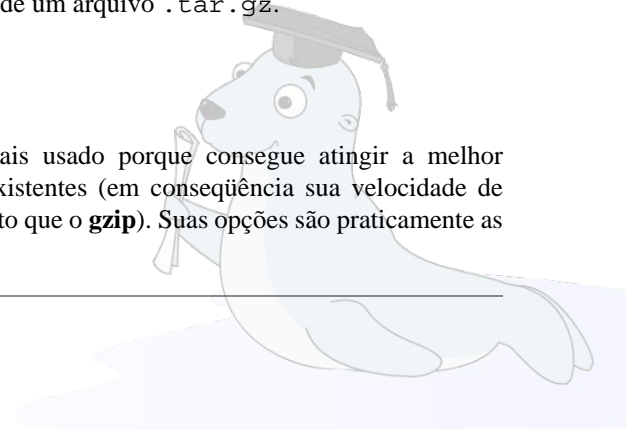 de um arquivo .tar.gz.
ais usado porque consegue atingir a melhor
xistentes (em conseqüência sua velocidade de
to que o gzip). Suas opções são praticamente as